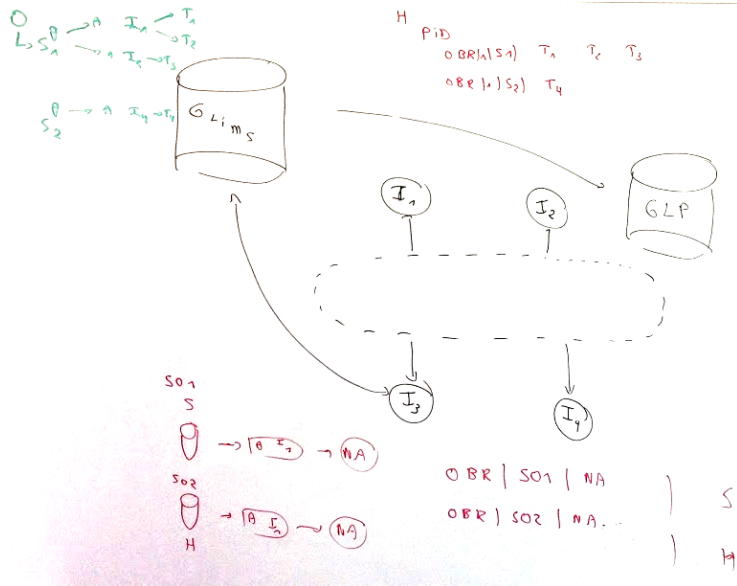 O
S₁ A I₁ T₁
T₂
A I₂ T₃
S₂ A I₄ T₄
GLims
H
PiD
OBR|1|S1) T₁ T₂ T₃
OBR|1|S2) T₄
I₁
I₂
GLP
I₃
I₄
SO1
S
A I₁ NA
SO2
A I₁ NA
H
OBR | SO1 | NA | S
OBR | SO2 | NA.. | H